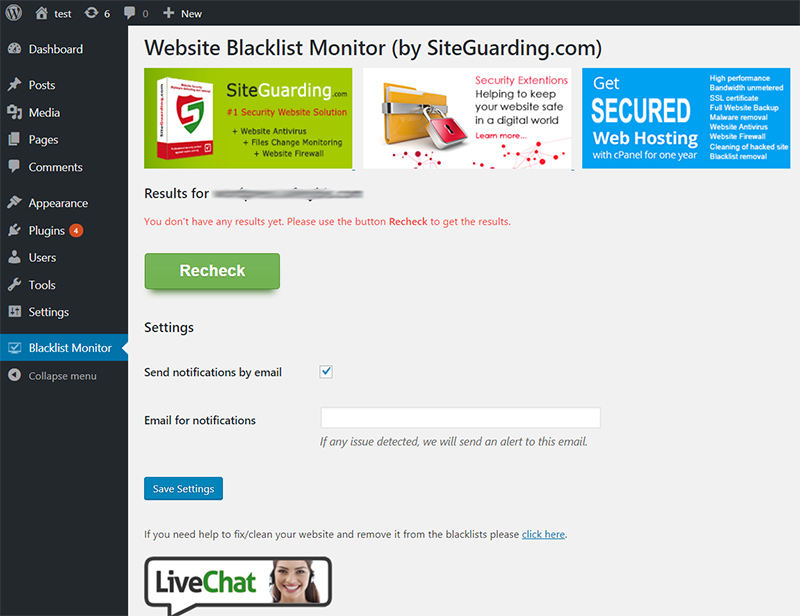 test 6 0 New
Dashboard
Posts
Media
Pages
Comments
Appearance
Plugins 4
Users
Tools
Settings
Blacklist Monitor
Collapse menu
Website Blacklist Monitor (by SiteGuarding.com)
SiteGuarding.com
SiteGuarding.com
#1 Security Website Solution
+ Website Antivirus
+ Files Change Monitoring
+ Website Firewall
Security Extentions
Helping to keep
your website safe
in a digital world
Learn more...
Get
SECURED
Web Hosting
with cPanel for one year
High performance
Bandwidth unmetered
SSL certificate
Full Website Backup
Malware removal
Website Antivirus
Website Firewall
Cleaning of hacked site
Blacklist removal
Results for
You don't have any results yet. Please use the button Recheck to get the results.
Recheck
Settings
Send notifications by email
Email for notifications
If any issue detected, we will send an alert to this email.
Save Settings
If you need help to fix/clean your website and remove it from the blacklists please click here.
LiveChat